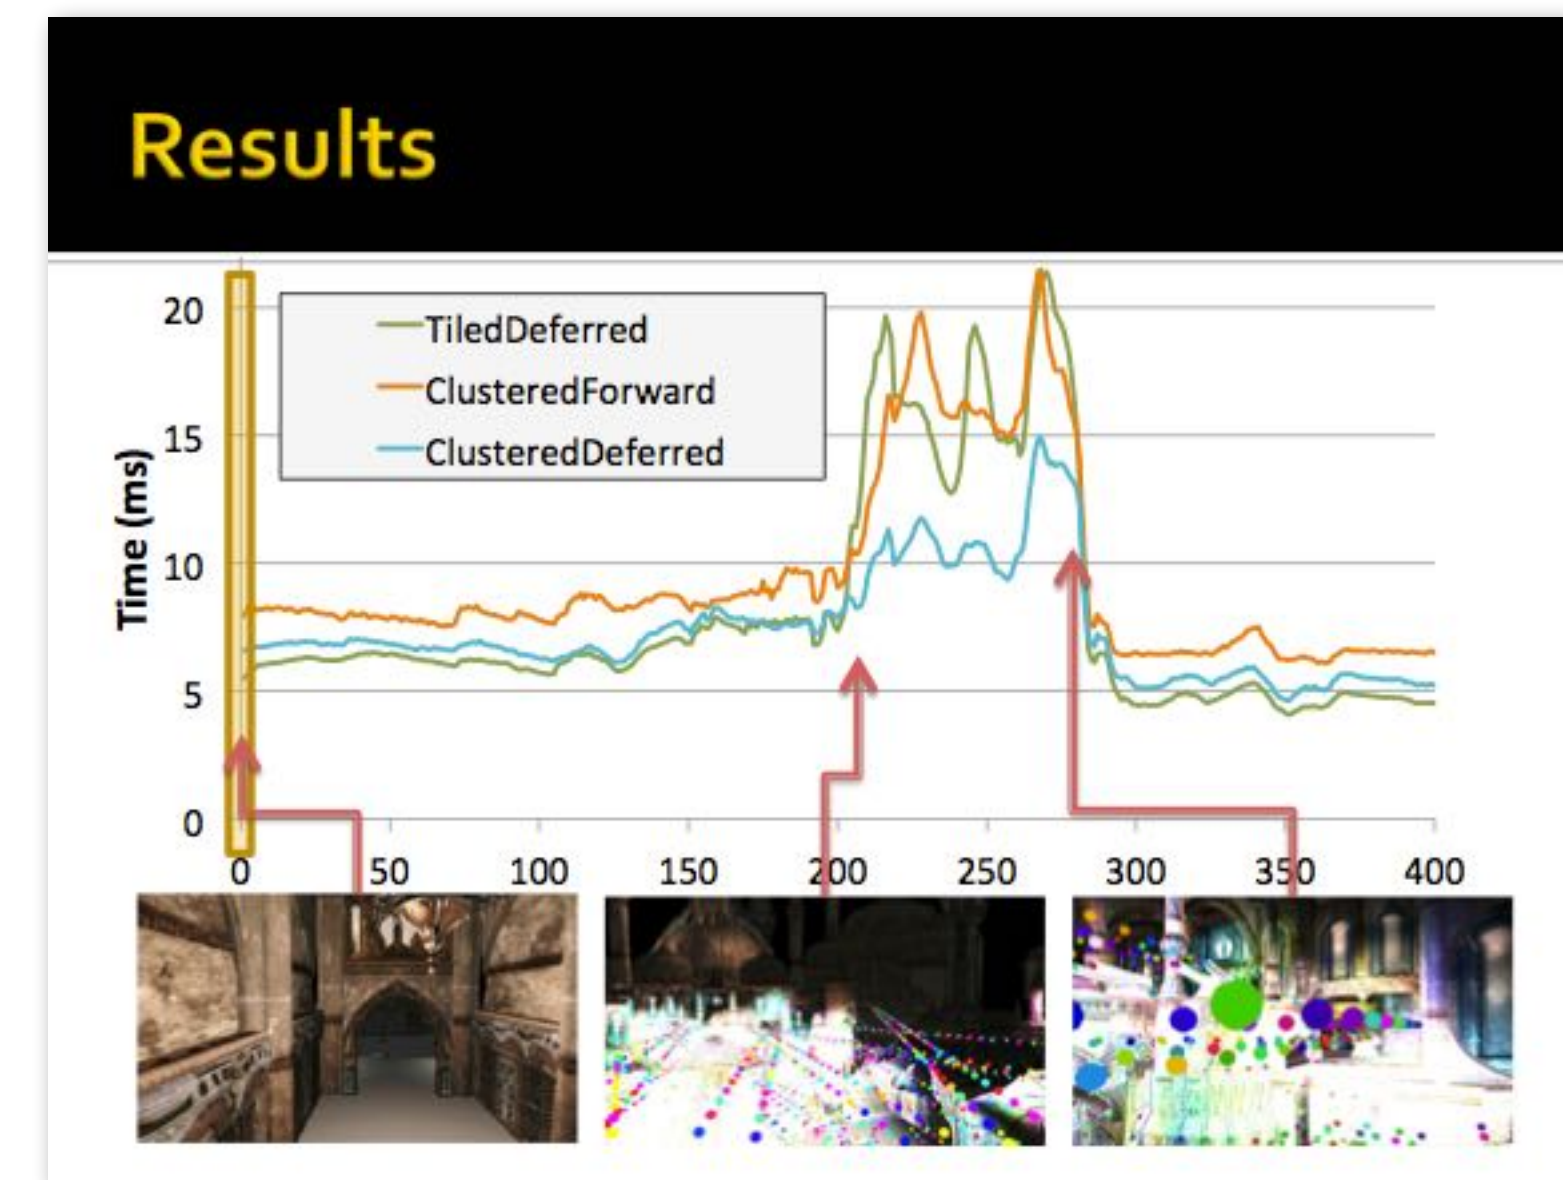 Results
20
15
10
5
0
Time (ms)
TiledDeferred
ClusteredForward
ClusteredDeferred
0 50 100 150 200 250 300 350 400